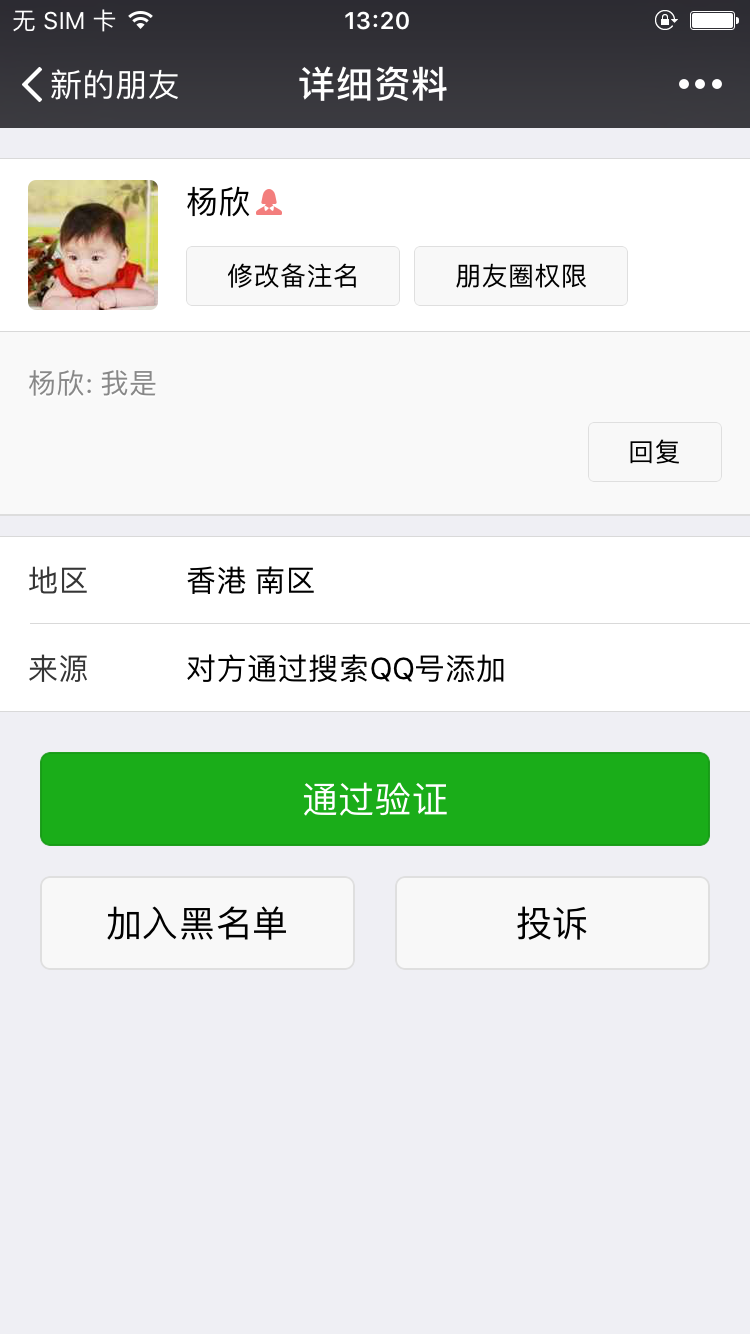 无 SIM 卡
13:20
新的朋友
详细资料
杨欣
修改备注名
朋友圈权限
杨欣: 我是
回复
地区
香港 南区
来源
对方通过搜索QQ号添加
通过验证
加入黑名单
投诉